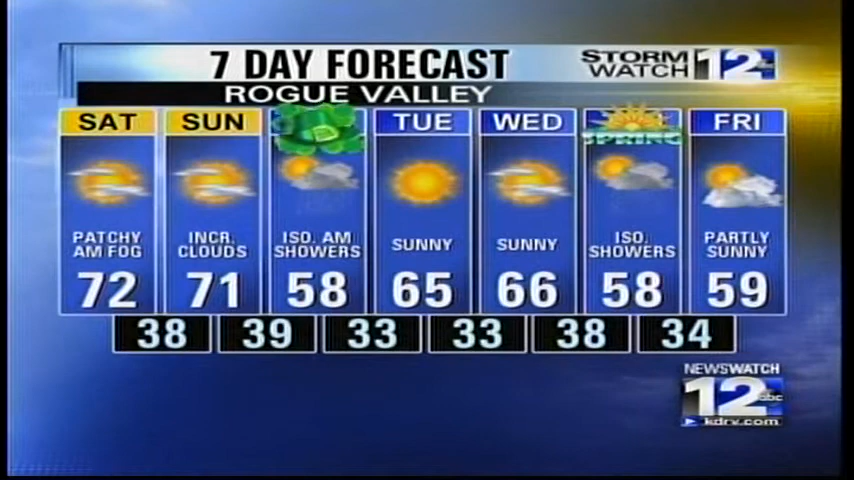 7 DAY FORECAST
STORM
WATCH 12
ROGUE VALLEY
SAT SUN TUE WED SPRING FRI
PATCHY
AM FOG
INCR.
CLOUDS
ISO. AM
SHOWERS
SUNNY
SUNNY
ISO.
SHOWERS
PARTLY
SUNNY
72 71 58 65 66 58 59
38 39 33 33 38 34
NEWSWATCH
12 abc
kdrv.com